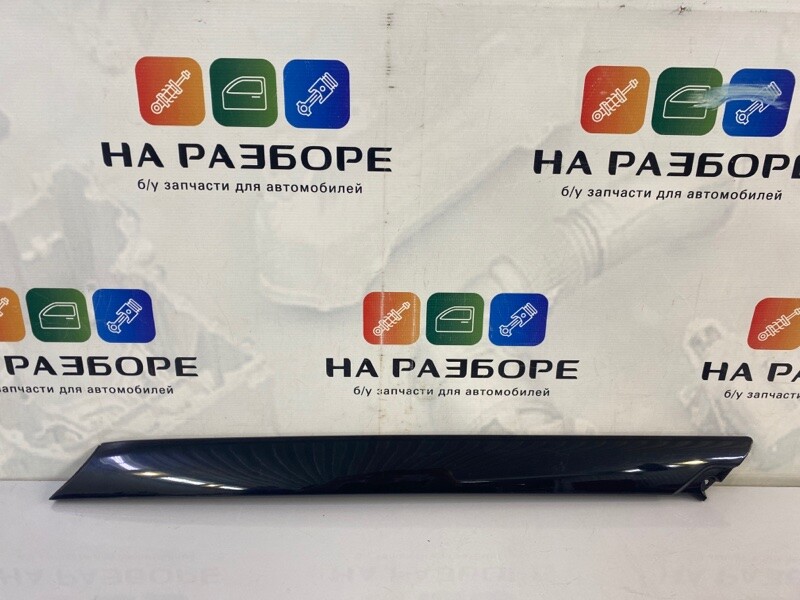 НА РАЗБОРЕ
б/у запчасти для автомобилей
НА РАЗБОРЕ
б/у запчасти для автомобилей
РАЗБОРЕ
запчасти для автомобилей
НА РАЗБОРЕ
б/у запчасти для автомобилей
НА
б/у запчасти